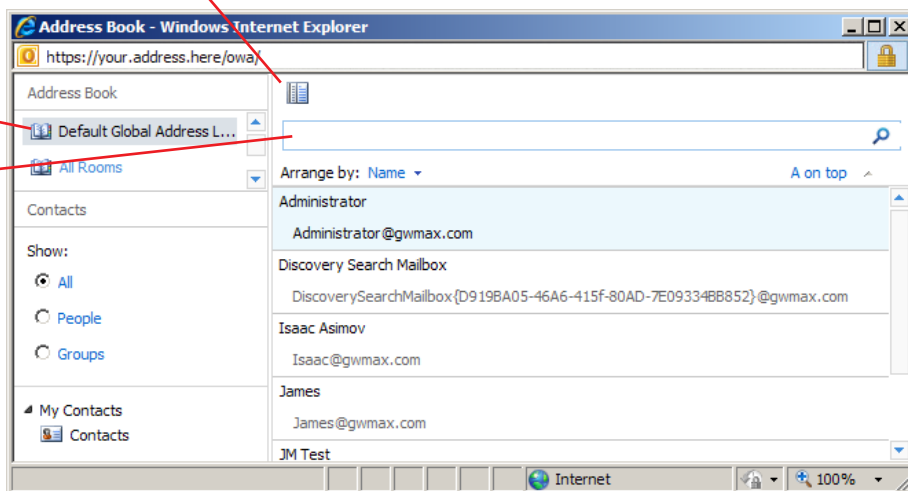 Address Book - Windows Internet Explorer
https://your.address.here/owa/
Address Book
Default Global Address L...
All Rooms
Contacts
Show:
All
People
Groups
My Contacts
Contacts
Arrange by: Name
A on top
Administrator
Administrator@gwmax.com
Discovery Search Mailbox
DiscoverySearchMailbox{D919BA05-46A6-415f-80AD-7E09334BB852}@gwmax.com
Isaac Asimov
Isaac@gwmax.com
James
James@gwmax.com
JM Test
Internet
100%